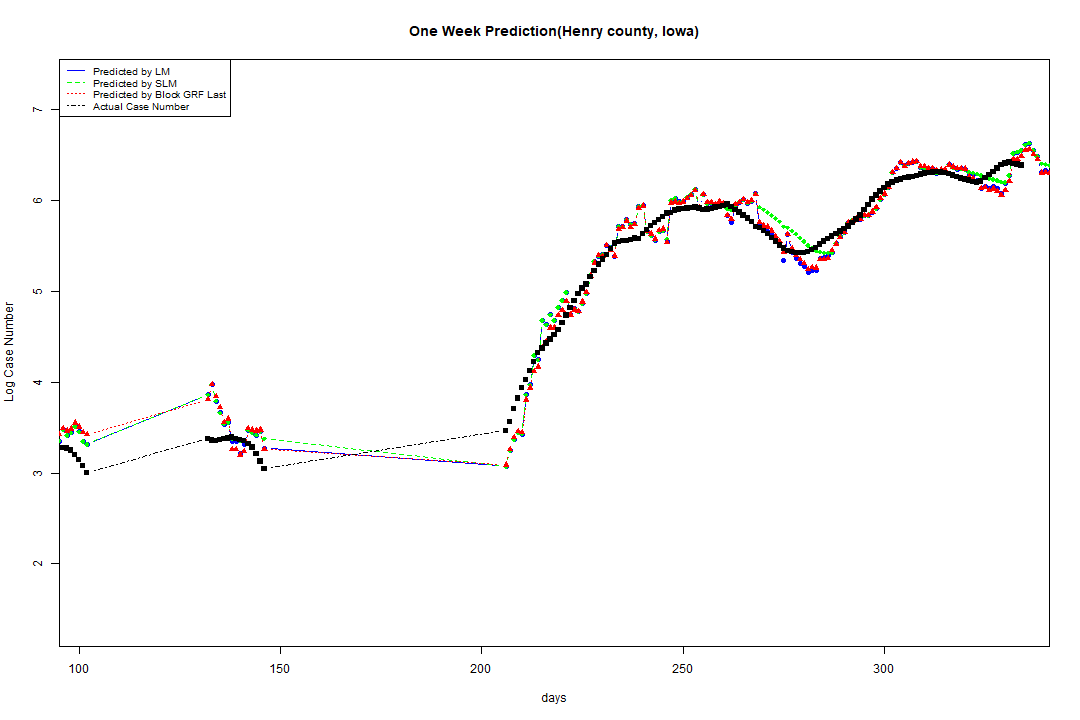 One Week Prediction(Henry county, Iowa)
Predicted by LM
Predicted by SLM
Predicted by Block GRF Last
Actual Case Number
7
6
5
4
3
2
Log Case Number
100 150 200 250 300
days